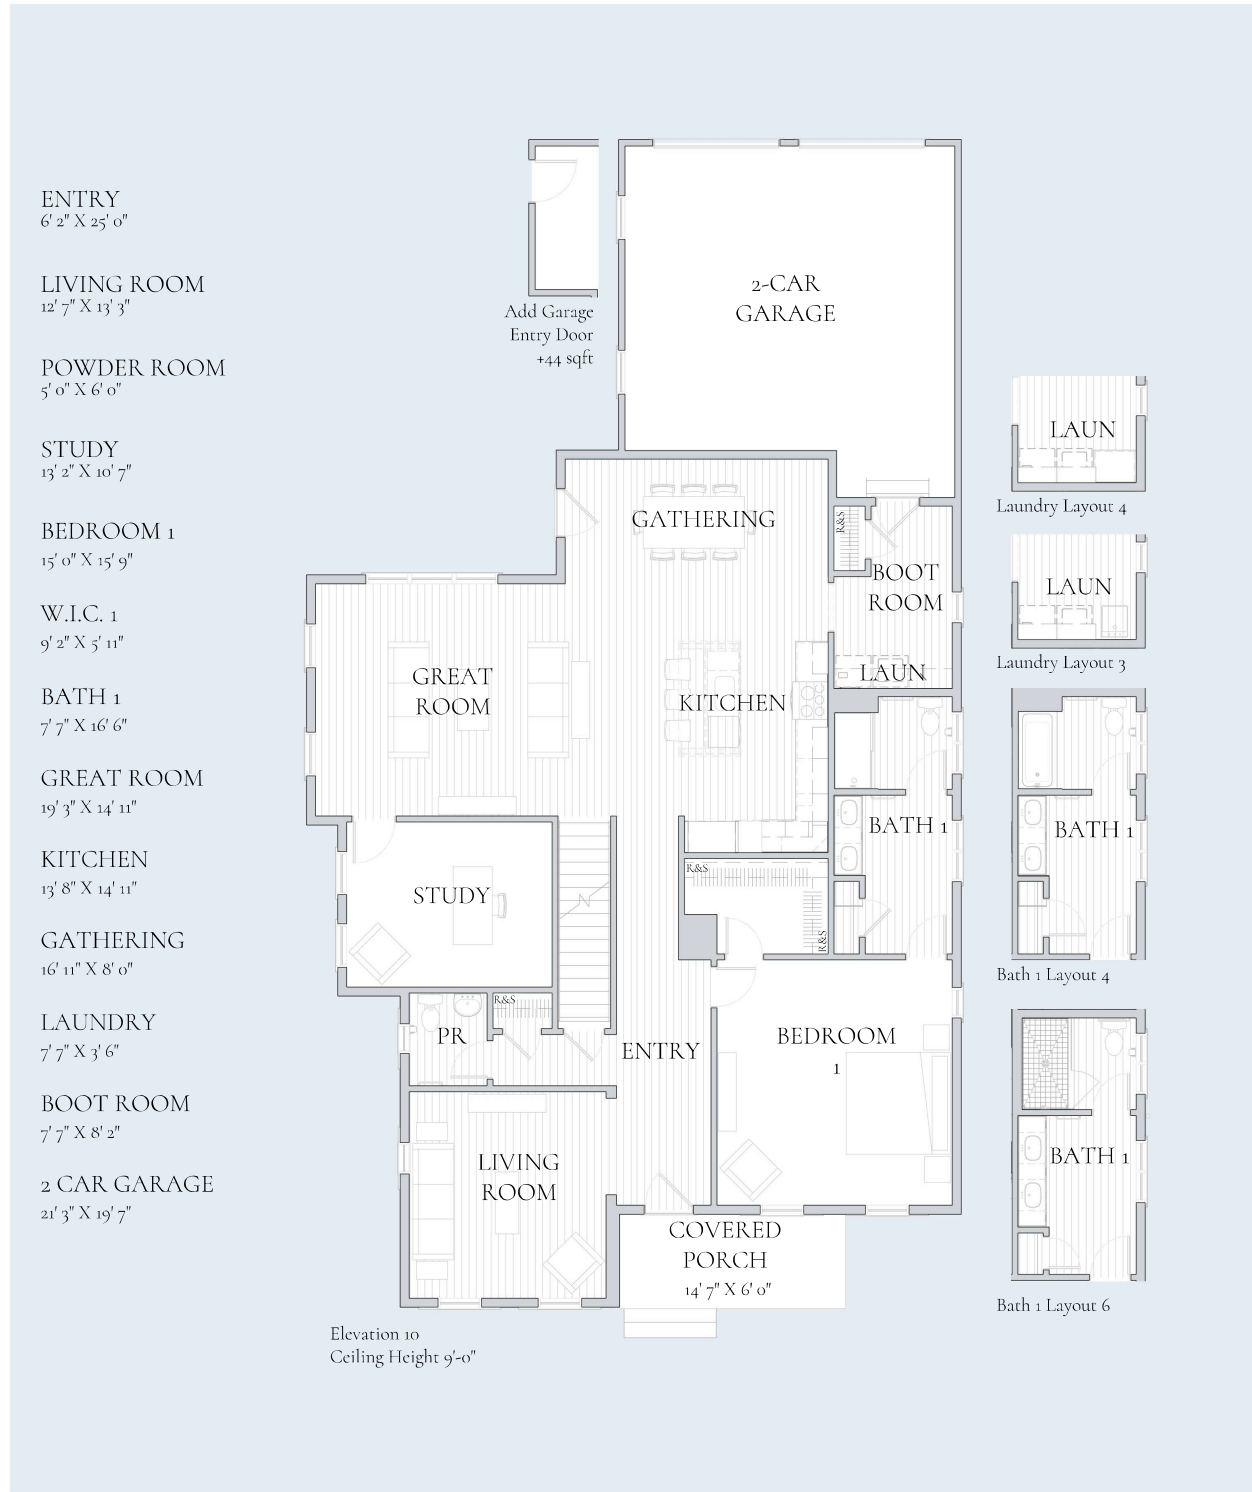 ENTRY
6' 2" X 25' 0"
LIVING ROOM
12' 7" X 13' 3"
POWDER ROOM
5' 0" X 6' 0"
STUDY
13' 2" X 10' 7"
BEDROOM 1
15' 0" X 15' 9"
W.I.C. 1
9' 2" X 5' 11"
BATH 1
7' 7" X 16' 6"
GREAT ROOM
19' 3" X 14' 11"
KITCHEN
13' 8" X 14' 11"
GATHERING
16' 11" X 8' 0"
LAUNDRY
7' 7" X 3' 6"
BOOT ROOM
7' 7" X 8' 2"
2 CAR GARAGE
21' 3" X 19' 7"
Add Garage
Entry Door
+44 sqft
2-CAR
GARAGE
GATHERING
R&S
BOOT
ROOM
GREAT
ROOM
KITCHEN
LAUN
BATH 1
STUDY
R&S
R&S
R&S
PR
ENTRY
BEDROOM
1
LIVING
ROOM
COVERED
PORCH
14' 7" X 6' 0"
Elevation 10
Ceiling Height 9'-0"
LAUN
Laundry Layout 4
LAUN
Laundry Layout 3
BATH 1
Bath 1 Layout 4
BATH 1
Bath 1 Layout 6